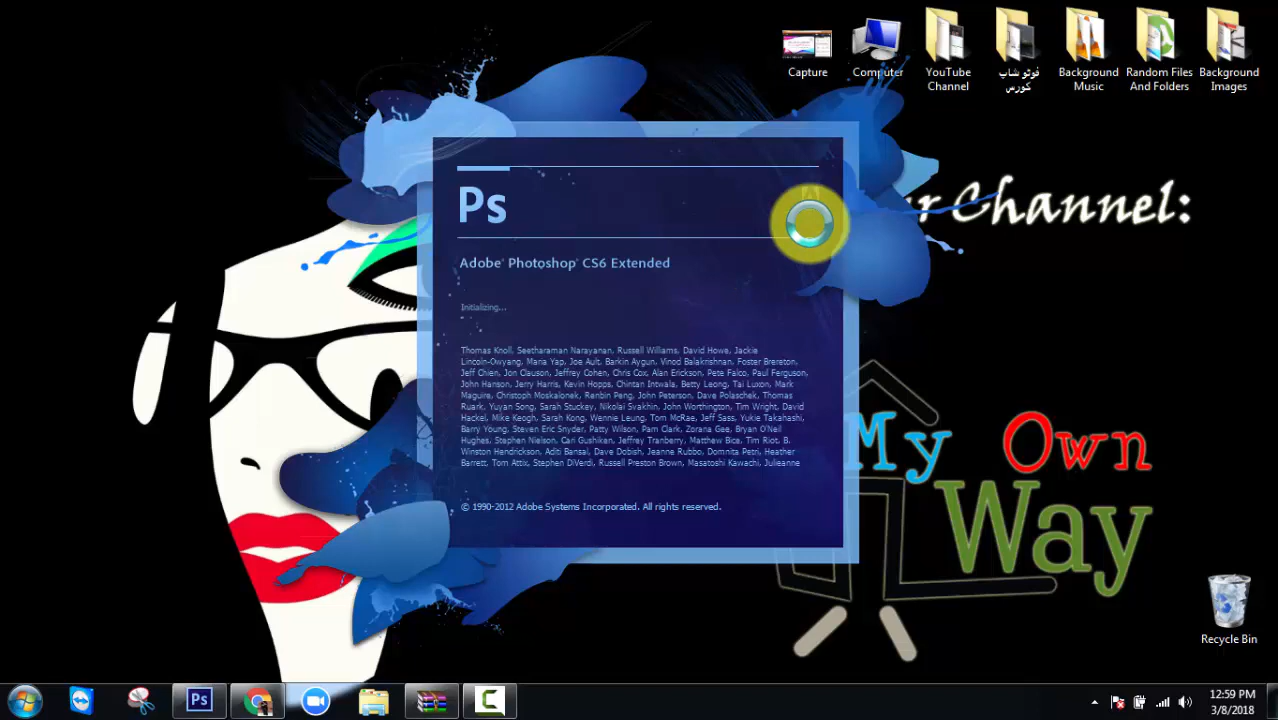 Capture
Computer
YouTube
Channel
فوٹو شاپ
کورس
Background
Music
Random Files
And Folders
Background
Images
r Channel:
Ps
Adobe® Photoshop® CS6 Extended
Initializing...
Thomas Knoll, Seetharaman Narayanan, Russell Williams, David Howe, Jackie
Lincoln-Owyang, Maria Yap, Joe Ault, Barkin Aygun, Vinod Balakrishnan, Foster Brereton,
Jeff Chien, Jon Clauson, Jeffrey Cohen, Chris Cox, Alan Erickson, Pete Falco, Paul Ferguson,
John Hanson, Jerry Harris, Kevin Hopps, Chintan Intwala, Betty Leong, Tai Luxon, Mark
Maguire, Christoph Moskalonek, Renbin Peng, John Peterson, Dave Polaschek, Thomas
Ruark, Yuyan Song, Sarah Stuckey, Nikolai Svakhin, John Worthington, Tim Wright, David
Hackel, Mike Keogh, Sarah Kong, Wennie Leung, Tom McRae, Jeff Sass, Yukie Takahashi,
Barry Young, Steven Eric Snyder, Patty Wilson, Pam Clark, Zorana Gee, Bryan O'Neil
Hughes, Stephen Nielson, Cari Gushiken, Jeffrey Tranberry, Matthew Bice, Tim Riot, B.
Winston Hendrickson, Aditi Bansal, Dave Dobish, Jeanne Rubbo, Domnita Petri, Heather
Barrett, Tom Attix, Stephen DiVerdi, Russell Preston Brown, Masatoshi Kawachi, Julieanne
© 1990-2012 Adobe Systems Incorporated. All rights reserved.
My Own
Way
Recycle Bin
Ps
12:59 PM
3/8/2018